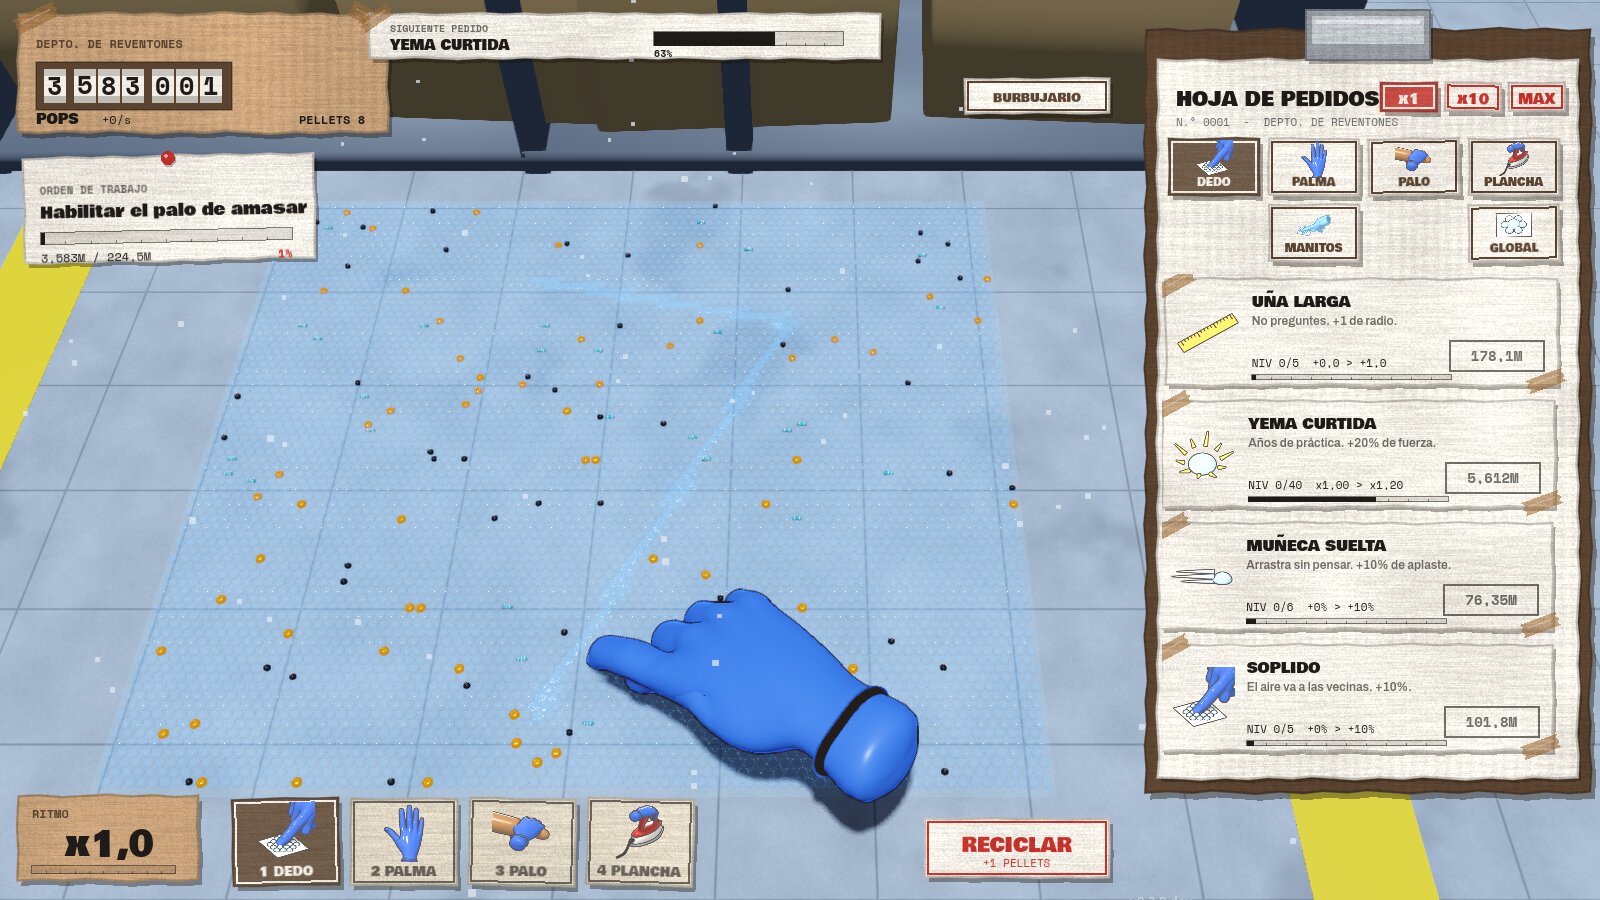 DEPTO. DE REVENTONES
3 583 001
POPS +0/s PELLETS 8
SIGUIENTE PEDIDO
YEMA CURTIDA
63%
BURBUJARIO
ORDEN DE TRABAJO
Habilitar el palo de amasar
3,583M / 224,5M 1%
HOJA DE PEDIDOS x1 x10 MAX
N.° 0001 - DEPTO. DE REVENTONES
DEDO PALMA PALO PLANCHA
MANITOS GLOBAL
UÑA LARGA
No preguntes. +1 de radio.
NIV 0/5 +0,0 > +1,0
178,1M
YEMA CURTIDA
Años de práctica. +20% de fuerza.
NIV 0/40 x1,00 > x1,20
5,612M
MUÑECA SUELTA
Arrastra sin pensar. +10% de aplaste.
NIV 0/6 +0% > +10%
76,35M
SOPLIDO
El aire va a las vecinas. +10%.
NIV 0/5 +0% > +10%
101,8M
RITMO
x1,0
1 DEDO 2 PALMA 3 PALO 4 PLANCHA
RECICLAR
+1 PELLETS